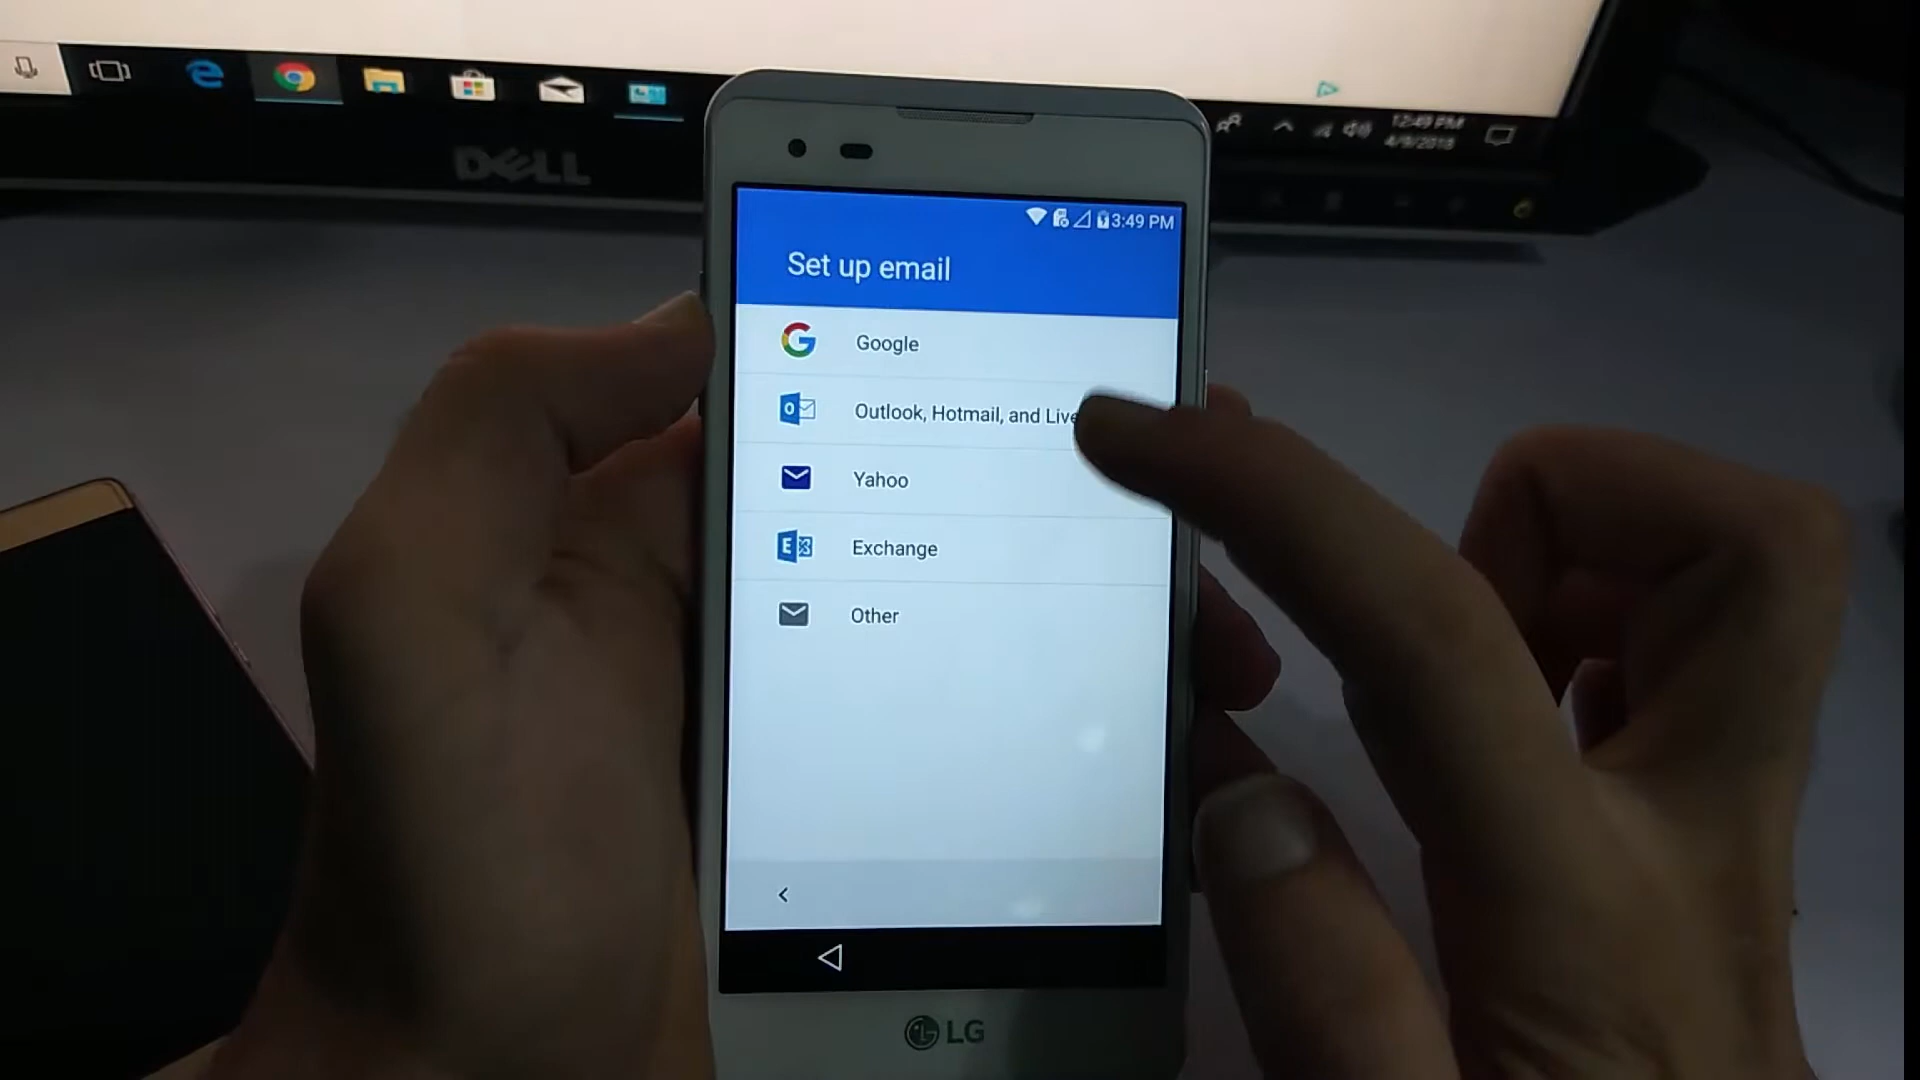 DELL
12:49 PM
4/9/2018
3:49 PM
Set up email
Google
Outlook, Hotmail, and Live
Yahoo
Exchange
Other
LG